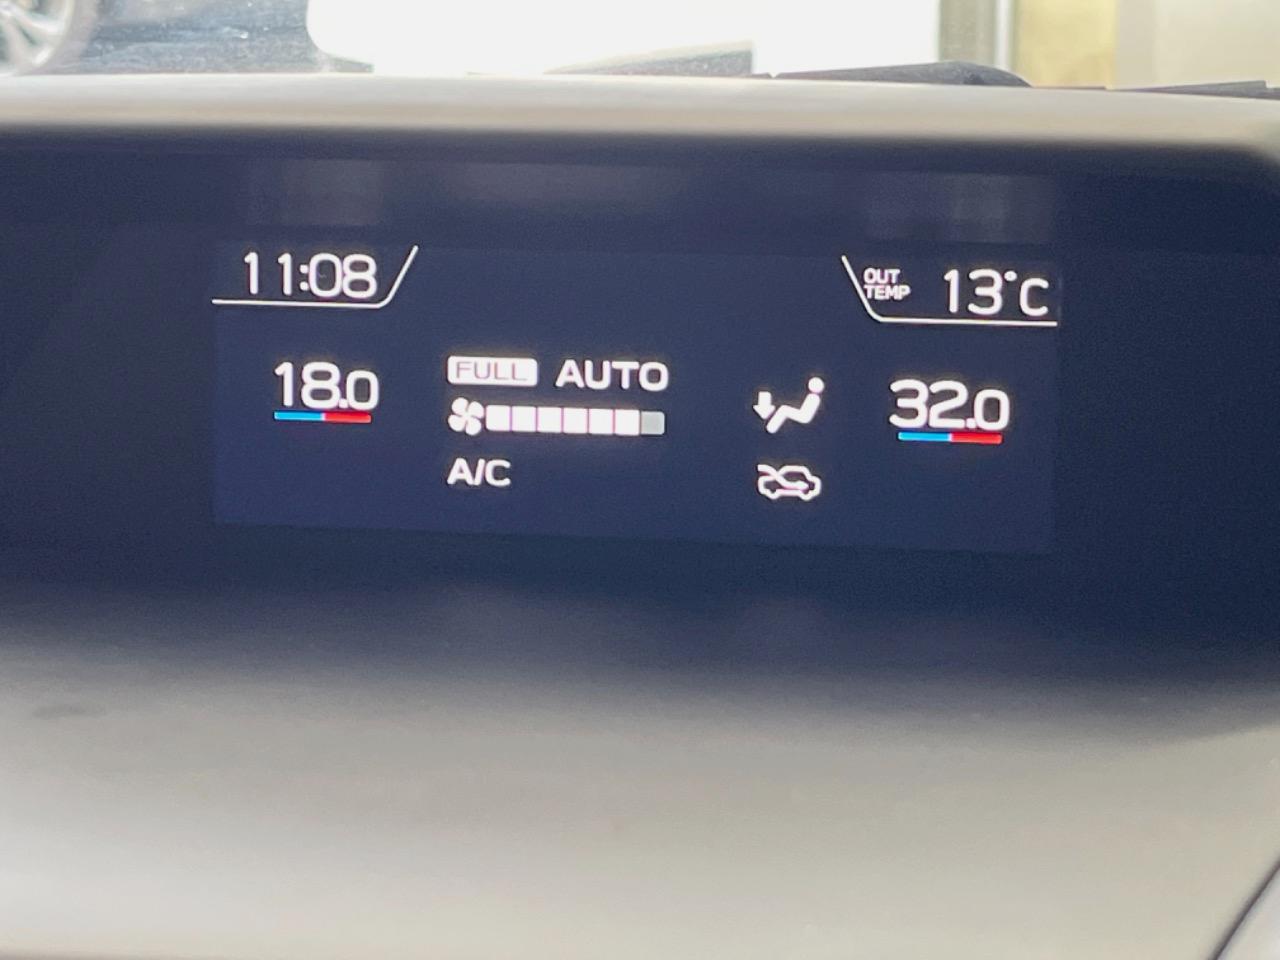 11:08
OUT
TEMP
13°C
18.0
FULL AUTO
32.0
A/C